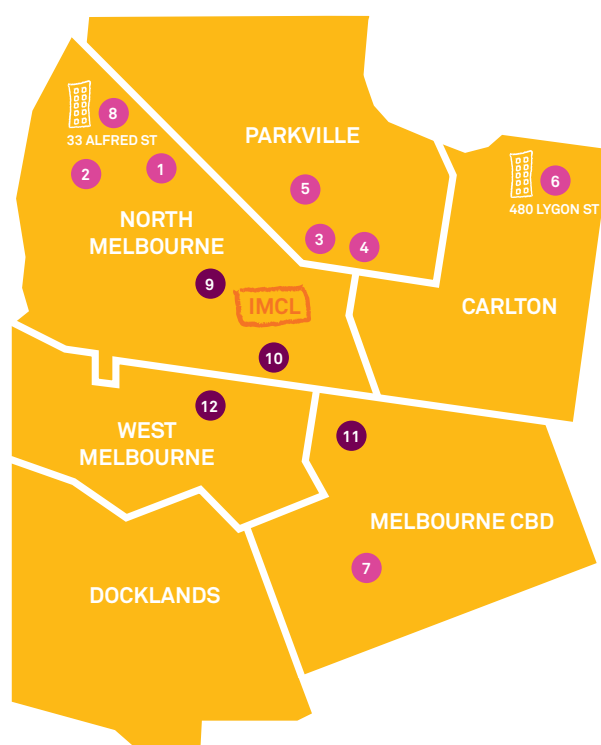 8
33 ALFRED ST
PARKVILLE
2
1
5
6
480 LYGON ST
NORTH
MELBOURNE
3
4
9
IMCL
CARLTON
10
12
11
WEST
MELBOURNE
MELBOURNE CBD
7
DOCKLANDS